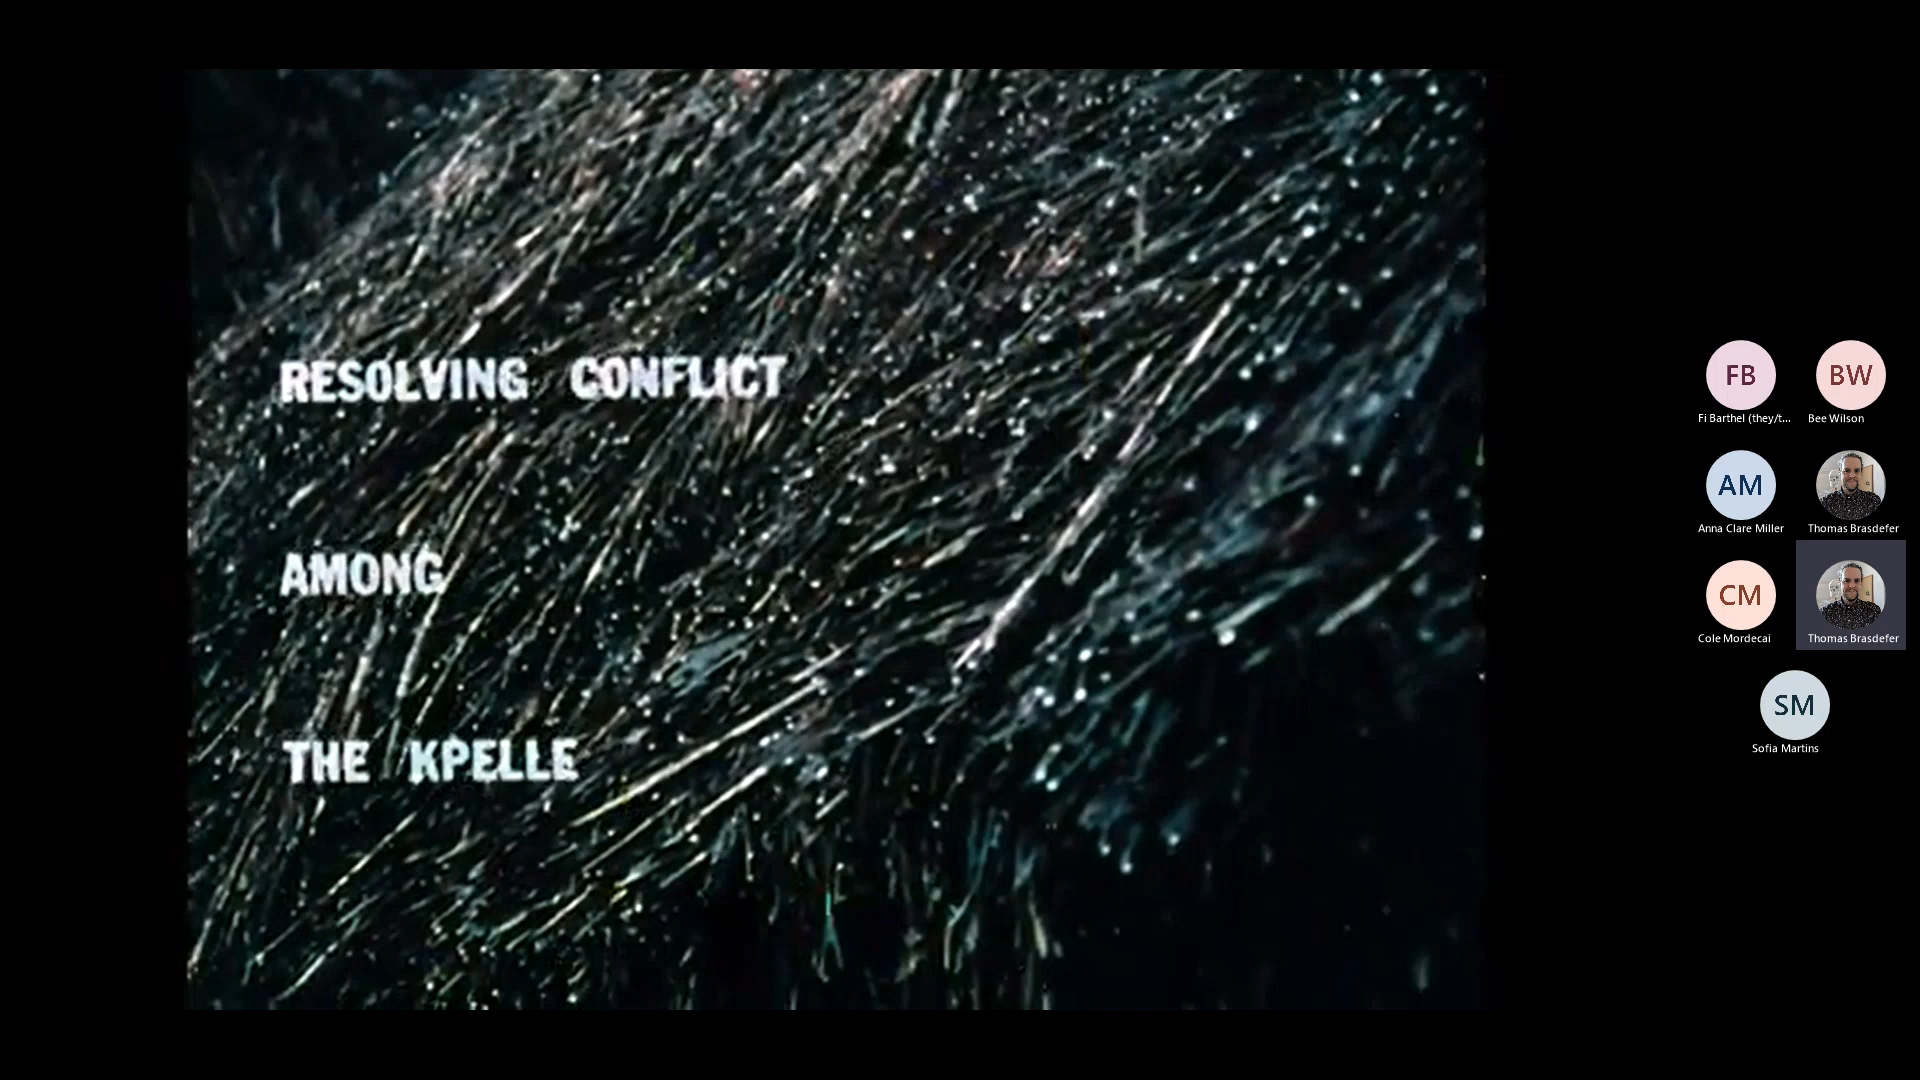 RESOLVING CONFLICT
AMONG
THE KPELLE
FB
BW
Fi Barthel (they/t...
Bee Wilson
AM
Anna Clare Miller
Thomas Brasdefer
CM
Cole Mordecai
Thomas Brasdefer
SM
Sofia Martins